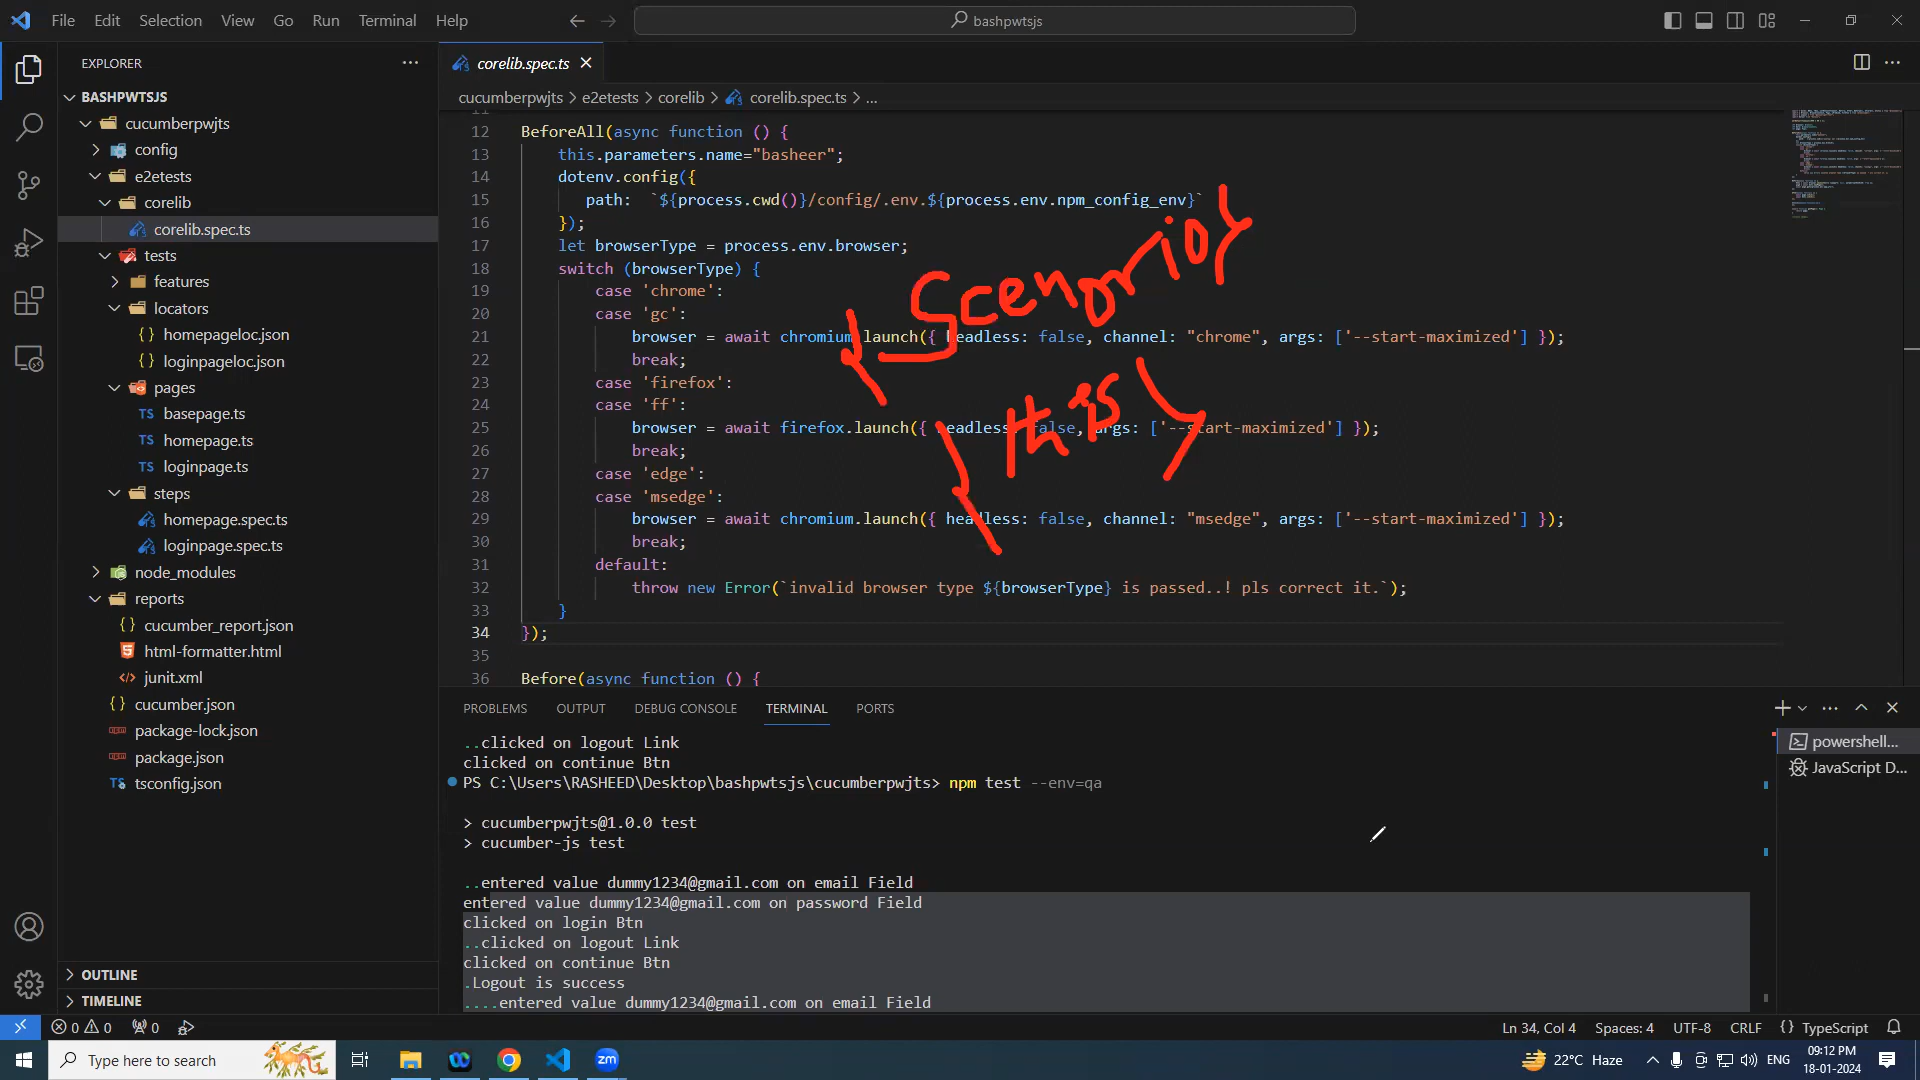 File Edit Selection View Go Run Terminal Help
bashpwtsjs
EXPLORER
corelib.spec.ts
BASHPWTSJS
cucumberpwjts > e2etests > corelib > corelib.spec.ts > ...
cucumberpwjts
config
e2etests
corelib
corelib.spec.ts
tests
features
locators
homepageloc.json
loginpageloc.json
pages
basepage.ts
homepage.ts
loginpage.ts
steps
homepage.spec.ts
loginpage.spec.ts
node_modules
reports
cucumber_report.json
html-formatter.html
junit.xml
cucumber.json
package-lock.json
package.json
tsconfig.json
OUTLINE
TIMELINE
11
12 BeforeAll(async function () {
13 this.parameters.name="basheer";
14 dotenv.config({
15 path: `${process.cwd()}/config/.env.${process.env.npm_config_env}`
16 });
17 let browserType = process.env.browser;
18 switch (browserType) {
19 case 'chrome':
20 case 'gc':
21 browser = await chromium.launch({ headless: false, channel: "chrome", args: ['--start-maximized'] });
22 break;
23 case 'firefox':
24 case 'ff':
25 browser = await firefox.launch({ headless: false, args: ['--start-maximized'] });
26 break;
27 case 'edge':
28 case 'msedge':
29 browser = await chromium.launch({ headless: false, channel: "msedge", args: ['--start-maximized'] });
30 break;
31 default:
32 throw new Error(`invalid browser type ${browserType} is passed..! pls correct it.`);
33 }
34 });
35
36 Before(async function () {
this
PROBLEMS OUTPUT DEBUG CONSOLE TERMINAL PORTS
powershell...
JavaScript D...
..clicked on logout Link
clicked on continue Btn
PS C:\Users\RASHEED\Desktop\bashpwtsjs\cucumberpwjts> npm test --env=qa
> cucumberpwjts@1.0.0 test
> cucumber-js test
..entered value dummy1234@gmail.com on email Field
entered value dummy1234@gmail.com on password Field
clicked on login Btn
..clicked on logout Link
clicked on continue Btn
.Logout is success
....entered value dummy1234@gmail.com on email Field
0 0 0 Ln 34, Col 4 Spaces: 4 UTF-8 CRLF {} TypeScript
Type here to search
zm
22°C Haze
ENG
09:12 PM
18-01-2024